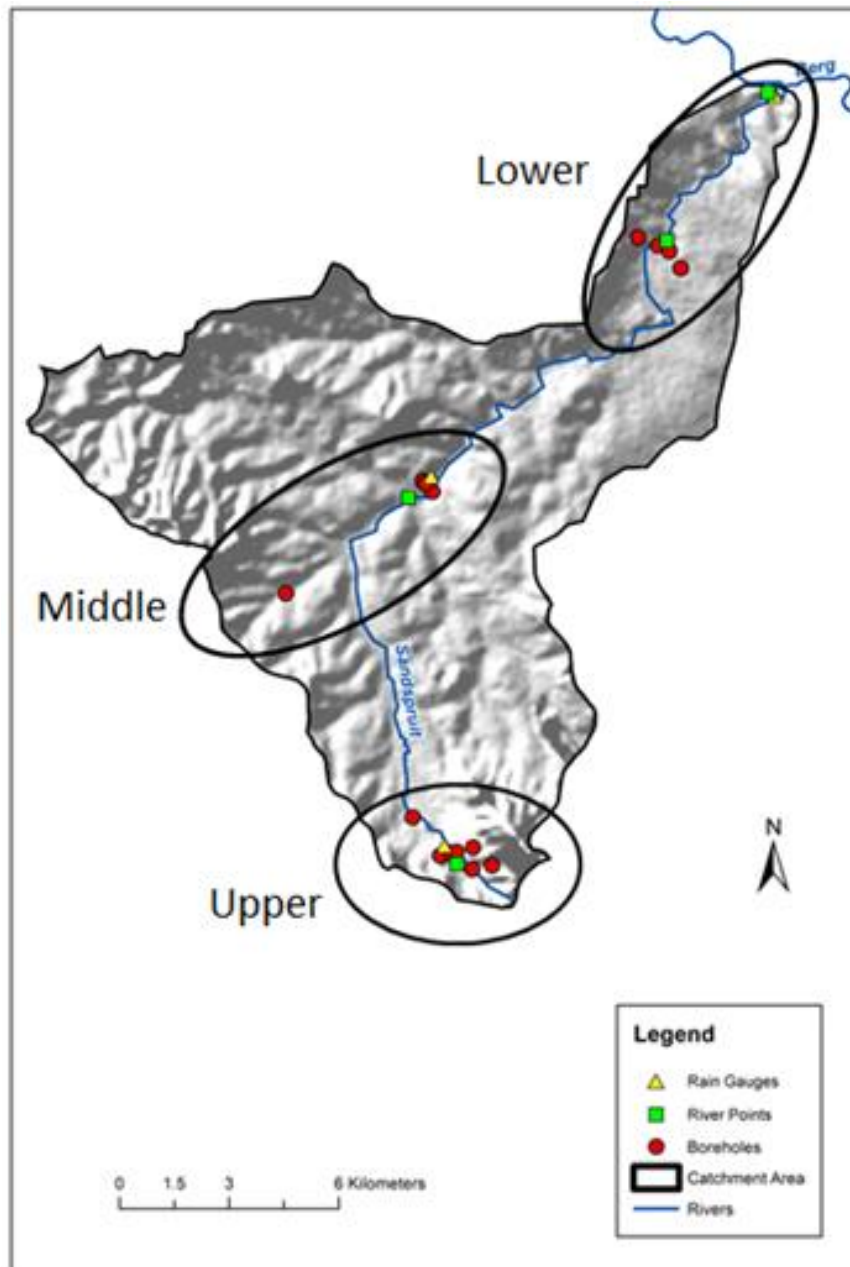 Berg
Lower
Middle
Sandspruit
Upper
N
Legend
Rain Gauges
River Points
Boreholes
Catchment Area
Rivers
0 1.5 3 6 Kilometers